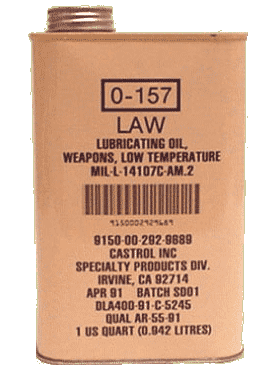 O-157
LAW
LUBRICATING OIL,
WEAPONS, LOW TEMPERATURE
MIL-L-14107C-AM.2
9150002929689
9150-00-292-9689
CASTROL INC
SPECIALTY PRODUCTS DIV.
IRVINE, CA 92714
APR 91 BATCH S001
DLA400-91-C-5245
QUAL AR-55-91
1 US QUART (0.942 LITRES)